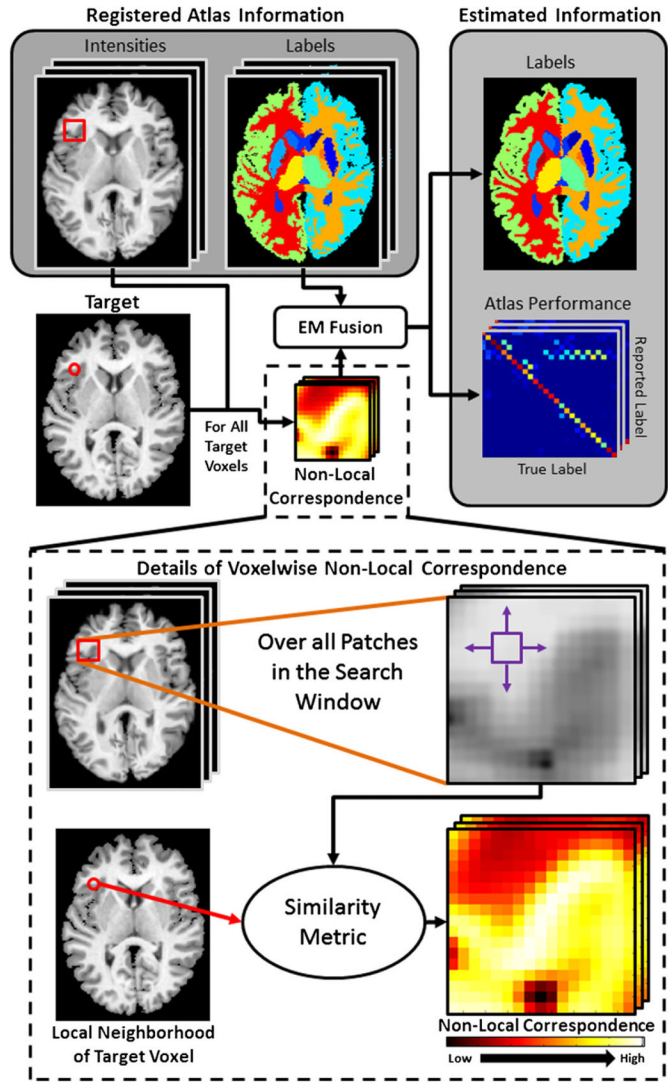 Registered Atlas Information
Estimated Information
Intensities
Labels
Labels
Target
EM Fusion
Atlas Performance
Reported Label
True Label
For All
Target
Voxels
Non-Local
Correspondence
Details of Voxelwise Non-Local Correspondence
Over all Patches
in the Search
Window
Similarity
Metric
Local Neighborhood
of Target Voxel
Non-Local Correspondence
Low
High